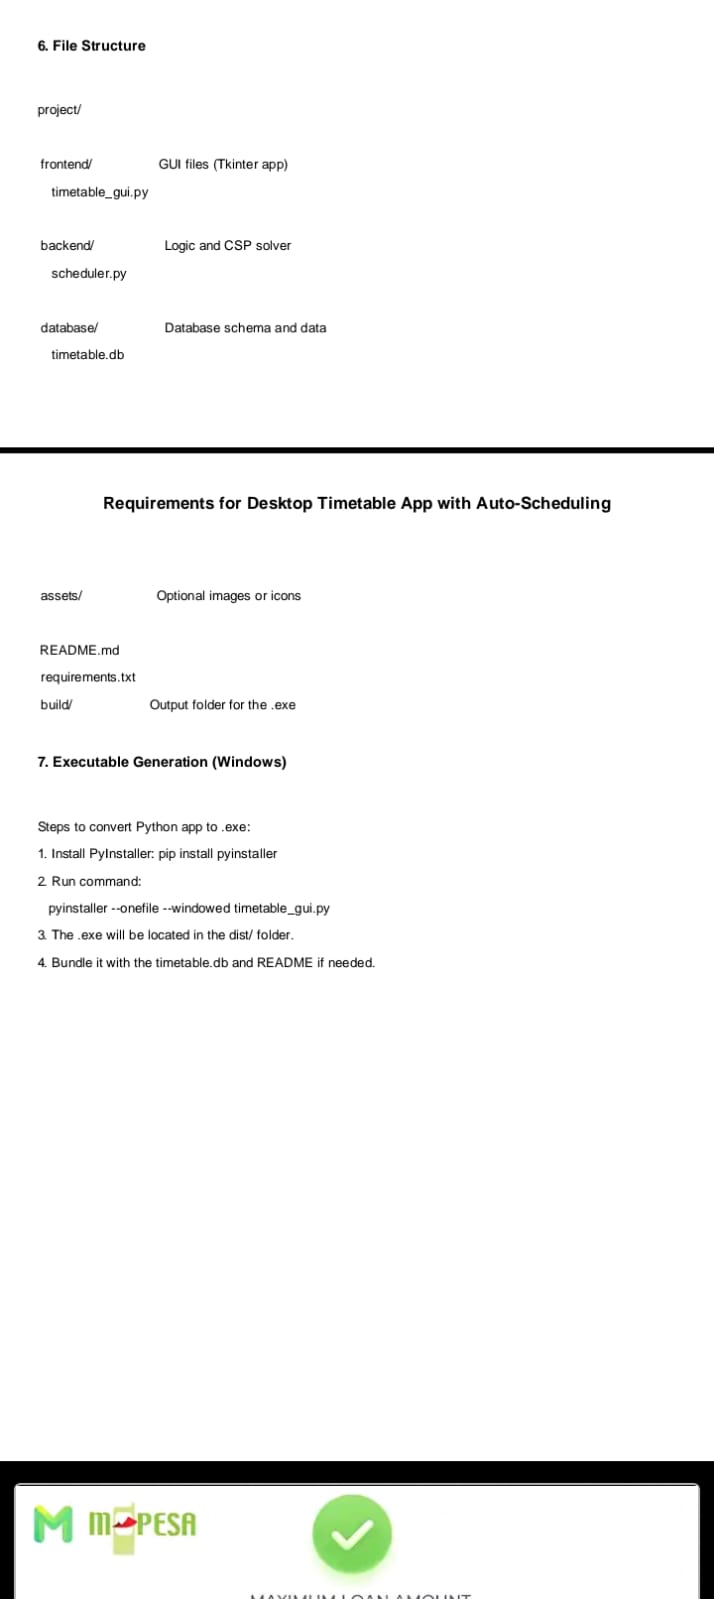 6. File Structure
project/
frontend/ GUI files (Tkinter app)
timetable_gui.py
backend/ Logic and CSP solver
scheduler.py
database/ Database schema and data
timetable.db
Requirements for Desktop Timetable App with Auto-Scheduling
assets/ Optional images or icons
README.md
requirements.txt
build/ Output folder for the .exe
7. Executable Generation (Windows)
Steps to convert Python app to .exe:
1. Install PyInstaller: pip install pyinstaller
2. Run command:
pyinstaller --onefile --windowed timetable_gui.py
3. The .exe will be located in the dist/ folder.
4. Bundle it with the timetable.db and README if needed.
M m-PESA
MAXIMUM LOAN AMOUNT